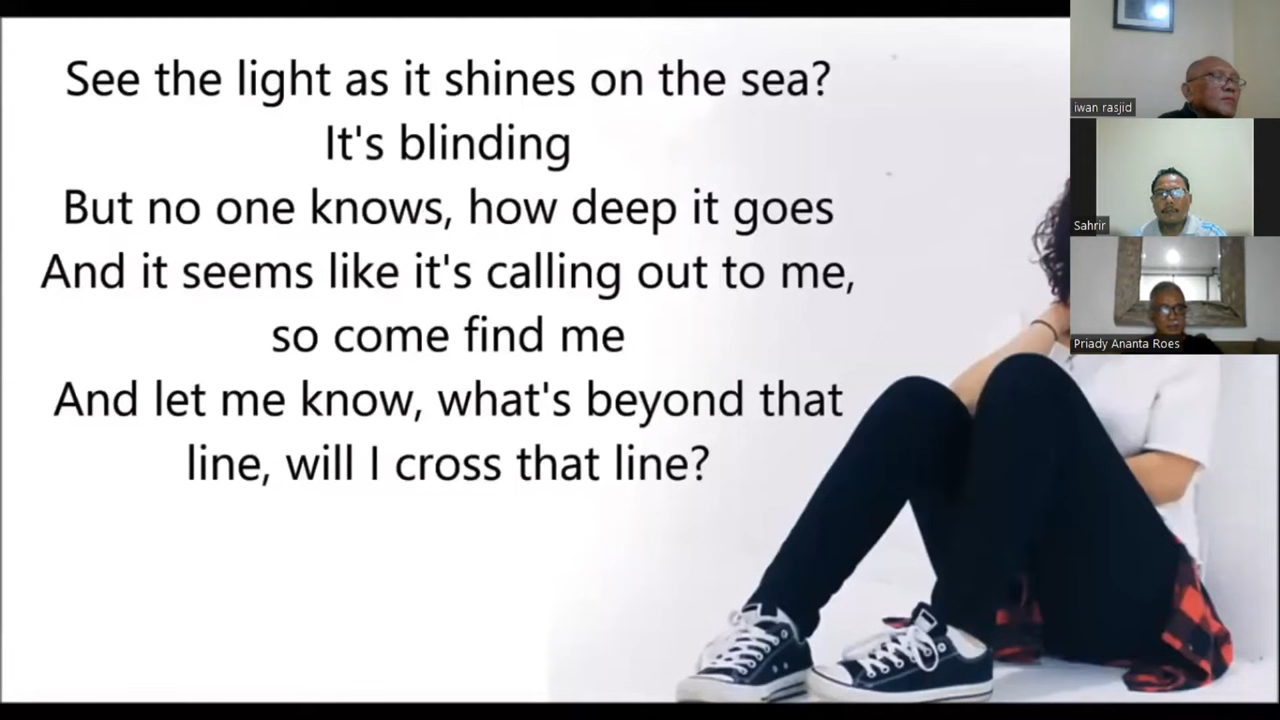 See the light as it shines on the sea?
It's blinding
But no one knows, how deep it goes
And it seems like it's calling out to me,
so come find me
And let me know, what's beyond that
line, will I cross that line?
iwan rasjid
Sahrir
Priady Ananta Roes